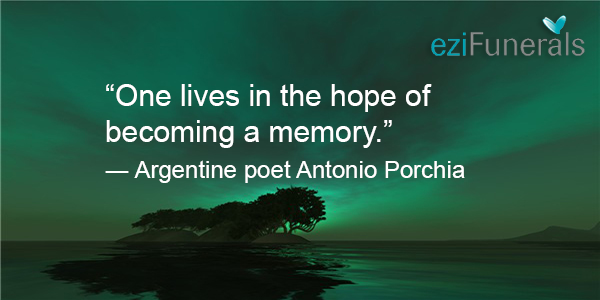 eziFunerals
“One lives in the hope of
becoming a memory.”
— Argentine poet Antonio Porchia